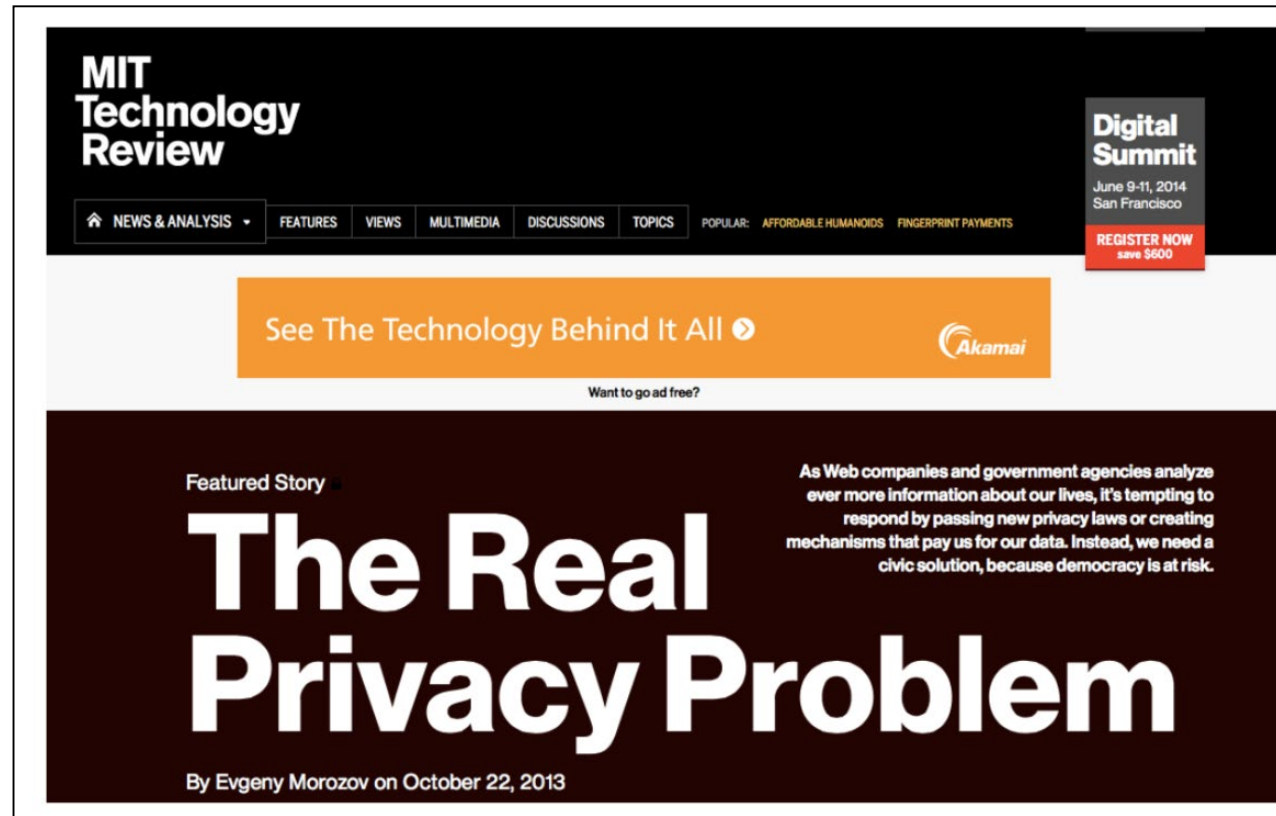 MIT
Technology
Review
Digital
Summit
June 9-11, 2014
San Francisco
REGISTER NOW
save $600
NEWS & ANALYSIS FEATURES VIEWS MULTIMEDIA DISCUSSIONS TOPICS POPULAR: AFFORDABLE HUMANOIDS FINGERPRINT PAYMENTS
See The Technology Behind It All
Akamai
Want to go ad free?
Featured Story
The Real
Privacy Problem
As Web companies and government agencies analyze
ever more information about our lives, it's tempting to
respond by passing new privacy laws or creating
mechanisms that pay us for our data. Instead, we need a
civic solution, because democracy is at risk.
By Evgeny Morozov on October 22, 2013